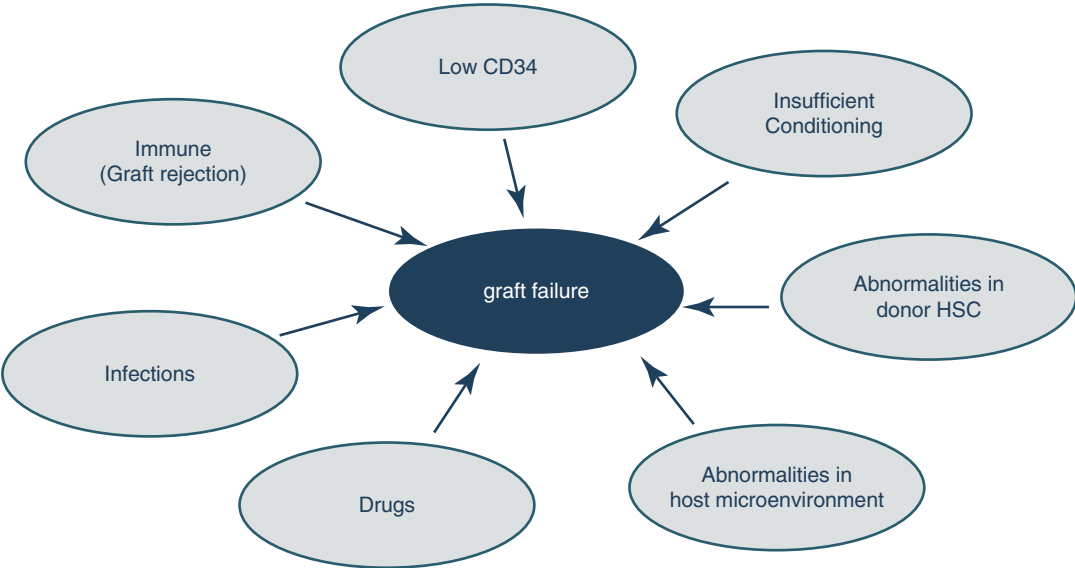 Low CD34
Insufficient
Conditioning
Immune
(Graft rejection)
graft failure
Abnormalities in
donor HSC
Infections
Abnormalities in
host microenvironment
Drugs